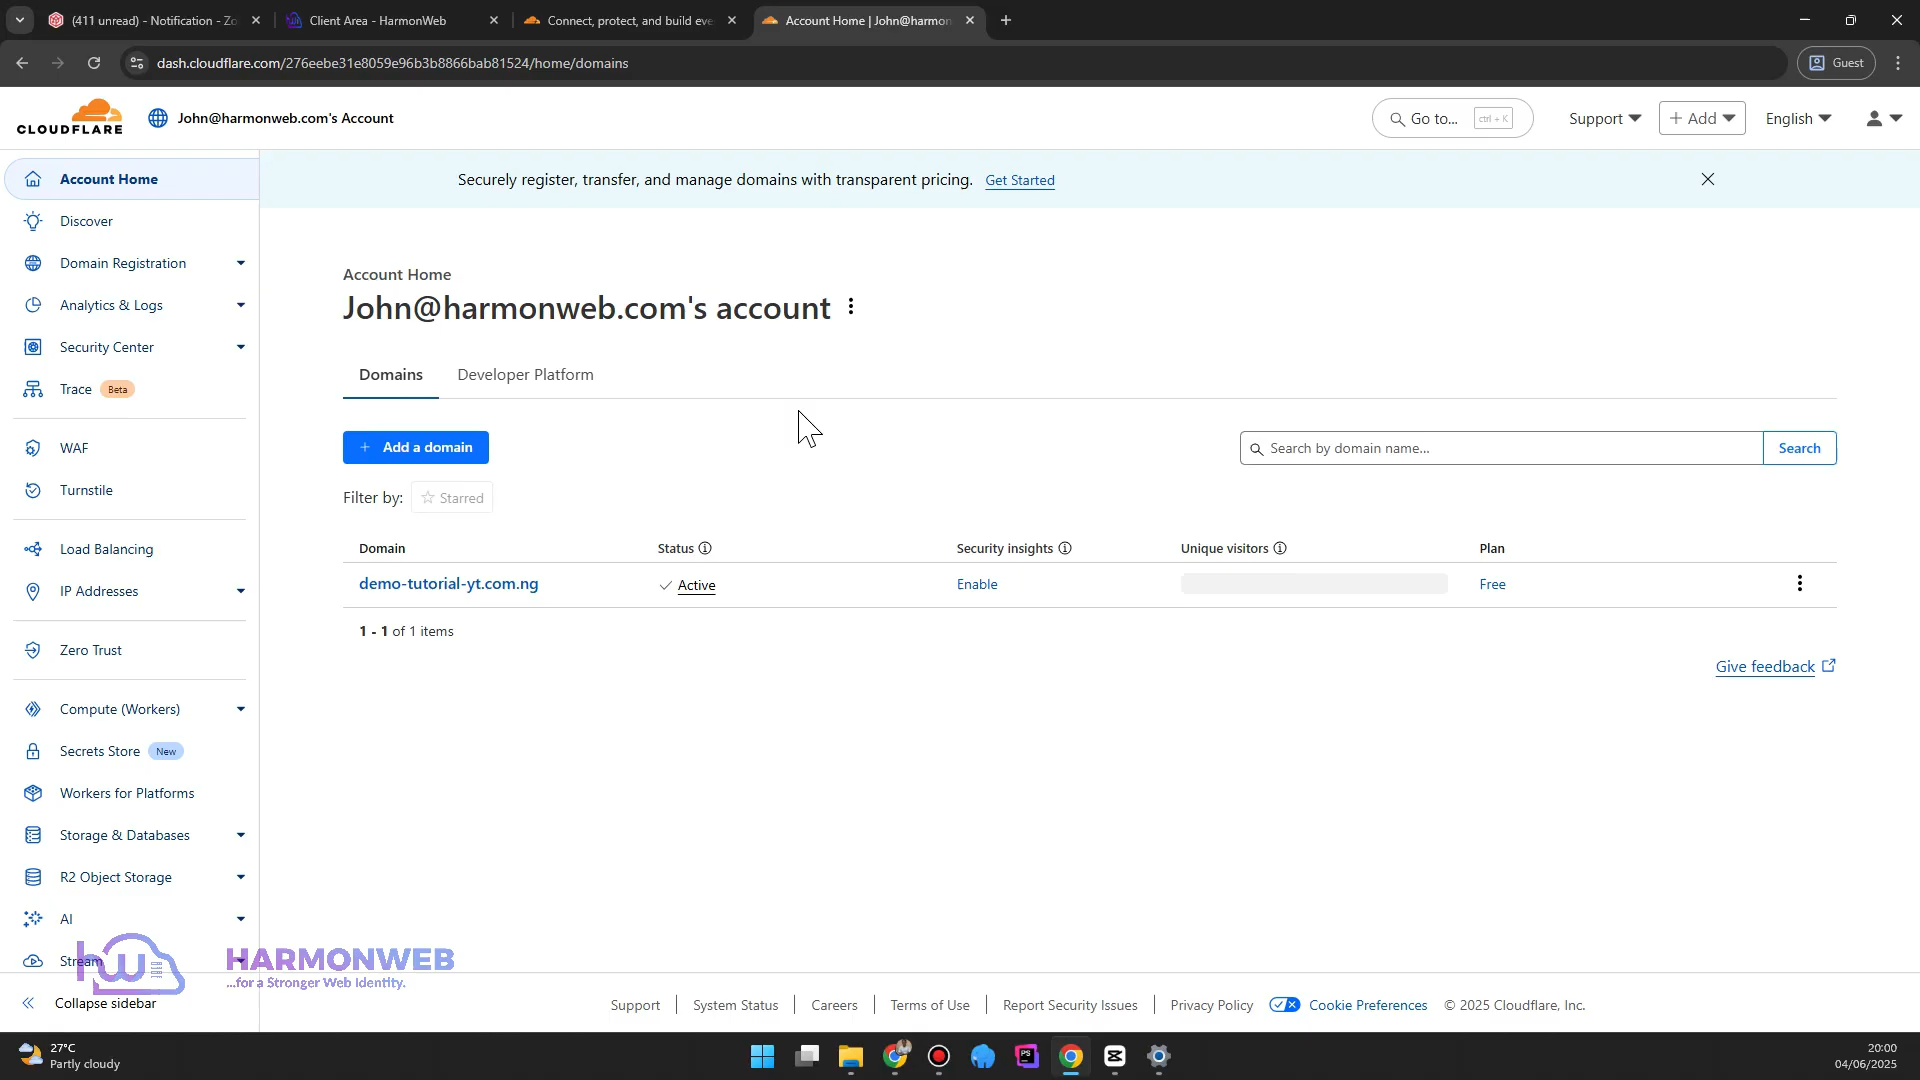 (411 unread) - Notification - Zo
Client Area - HarmonWeb
Connect, protect, and build eve
Account Home | John@harmon
dash.cloudflare.com/276eebe31e8059e96b3b8866bab81524/home/domains
Guest
CLOUDFLARE
John@harmonweb.com's Account
Go to...
ctrl + K
Support
+ Add
English
Account Home
Discover
Domain Registration
Analytics & Logs
Security Center
Trace Beta
WAF
Turnstile
Load Balancing
IP Addresses
Zero Trust
Compute (Workers)
Secrets Store New
Workers for Platforms
Storage & Databases
R2 Object Storage
AI
Stream
Collapse sidebar
Securely register, transfer, and manage domains with transparent pricing. Get Started
Account Home
John@harmonweb.com's account
Domains
Developer Platform
+ Add a domain
Search by domain name...
Search
Filter by: Starred
Domain Status Security insights Unique visitors Plan
demo-tutorial-yt.com.ng Active Enable Free
1 - 1 of 1 items
Give feedback
hw HARMONWEB
...for a Stronger Web Identity.
Support
System Status
Careers
Terms of Use
Report Security Issues
Privacy Policy
Cookie Preferences
© 2025 Cloudflare, Inc.
27°C
Partly cloudy
PS
20:00
04/06/2025